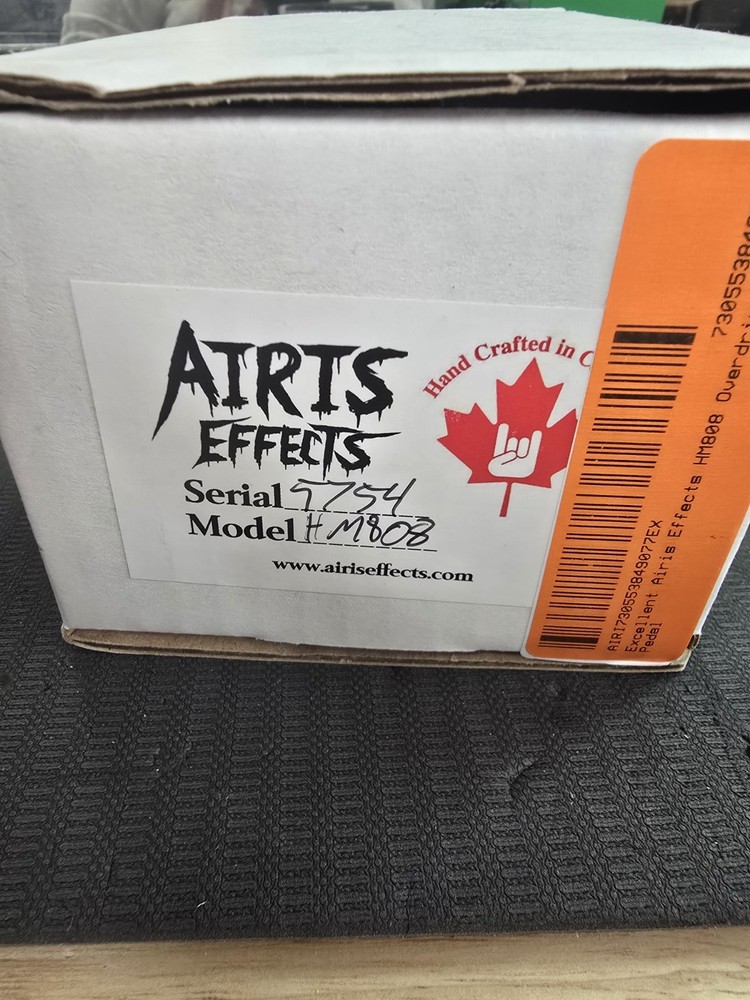 AIRIS
EFFECTS
Serial 5754
Model HM808
www.airiseffects.com
Hand Crafted in C
AIRI730553849077EX
Excellent Airis Effects HM808 Overdri
Pedal